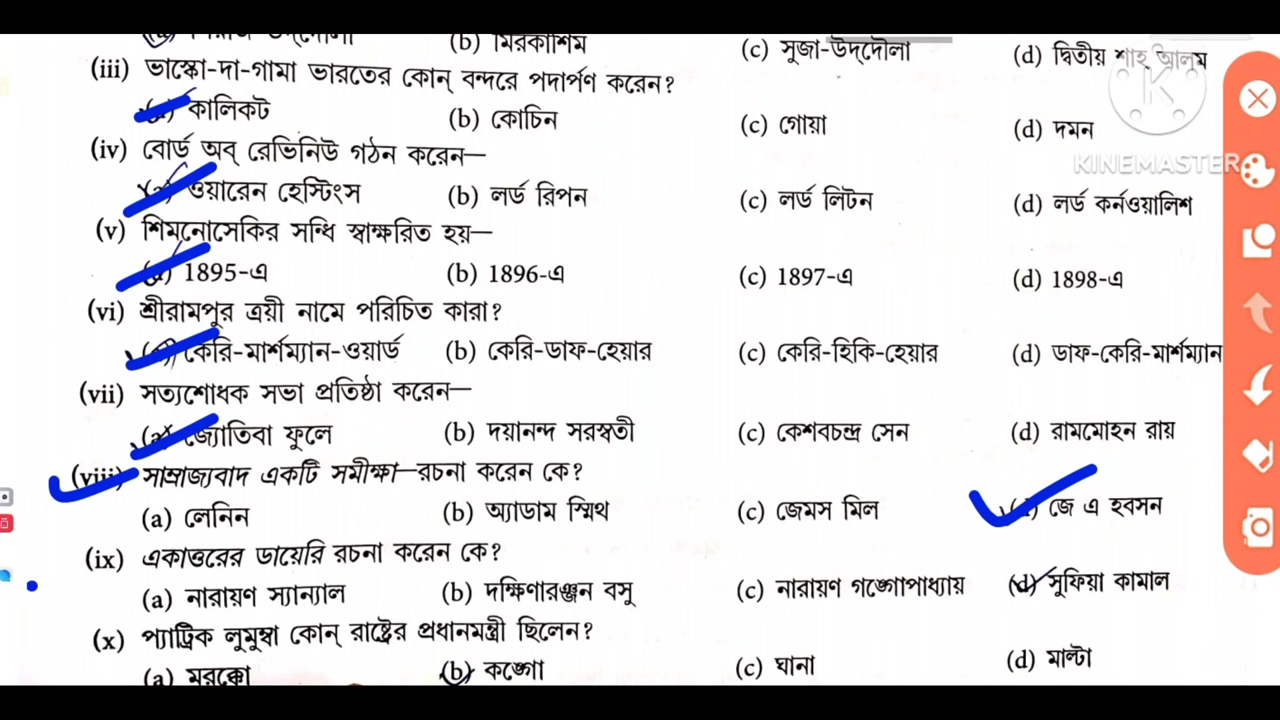 (b) মিরকাশিম (c) সুজা-উদ্‌দৌলা (d) দ্বিতীয় শাহ আলম
(iii) ভাস্কো-দা-গামা ভারতের কোন্ বন্দরে পদার্পণ করেন?
(a) কালিকট (b) কোচিন (c) গোয়া (d) দমন
KINEMASTER
(iv) বোর্ড অব্ রেভিনিউ গঠন করেন—
(a) ওয়ারেন হেস্টিংস (b) লর্ড রিপন (c) লর্ড লিটন (d) লর্ড কর্নওয়ালিশ
(v) শিমনোসেকির সন্ধি স্বাক্ষরিত হয়—
(a) 1895-এ (b) 1896-এ (c) 1897-এ (d) 1898-এ
(vi) শ্রীরামপুর ত্রয়ী নামে পরিচিত কারা?
(a) কেরি-মার্শম্যান-ওয়ার্ড (b) কেরি-ডাফ-হেয়ার (c) কেরি-হিকি-হেয়ার (d) ডাফ-কেরি-মার্শম্যান
(vii) সত্যশোধক সভা প্রতিষ্ঠা করেন—
(a) জ্যোতিবা ফুলে (b) দয়ানন্দ সরস্বতী (c) কেশবচন্দ্র সেন (d) রামমোহন রায়
(viii) সাম্রাজ্যবাদ একটি সমীক্ষা—রচনা করেন কে?
(a) লেনিন (b) অ্যাডাম স্মিথ (c) জেমস মিল (d) জে এ হবসন
(ix) একাত্তরের ডায়েরি রচনা করেন কে?
(a) নারায়ণ স্যান্যাল (b) দক্ষিণারঞ্জন বসু (c) নারায়ণ গঙ্গোপাধ্যায় (d) সুফিয়া কামাল
(x) প্যাট্রিক লুমুম্বা কোন্ রাষ্ট্রের প্রধানমন্ত্রী ছিলেন?
(a) মরক্কো (b) কঙ্গো (c) ঘানা (d) মাল্টা